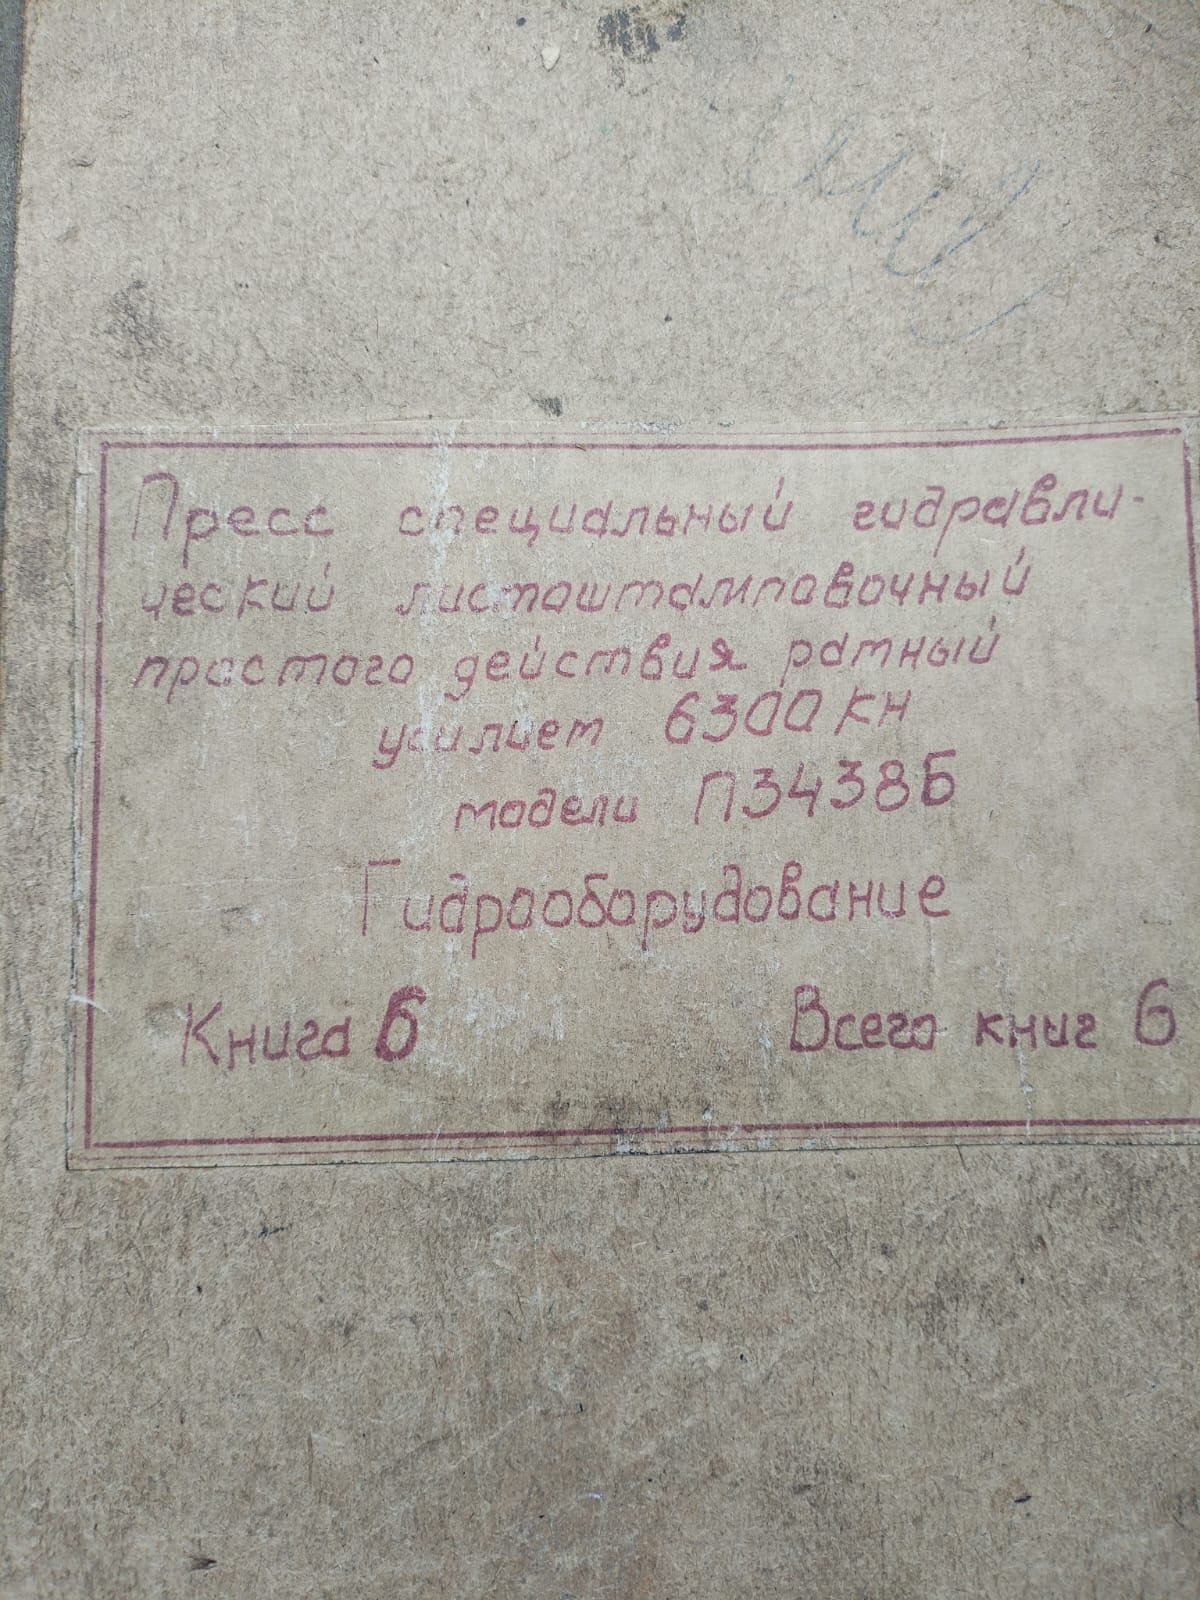 Пресс специальный гидравли-
ческий листоштамповочный
простого действия рамный
усилием 6300 кН
модели П3438Б
Гидрооборудование
Книга 6 Всего книг 6